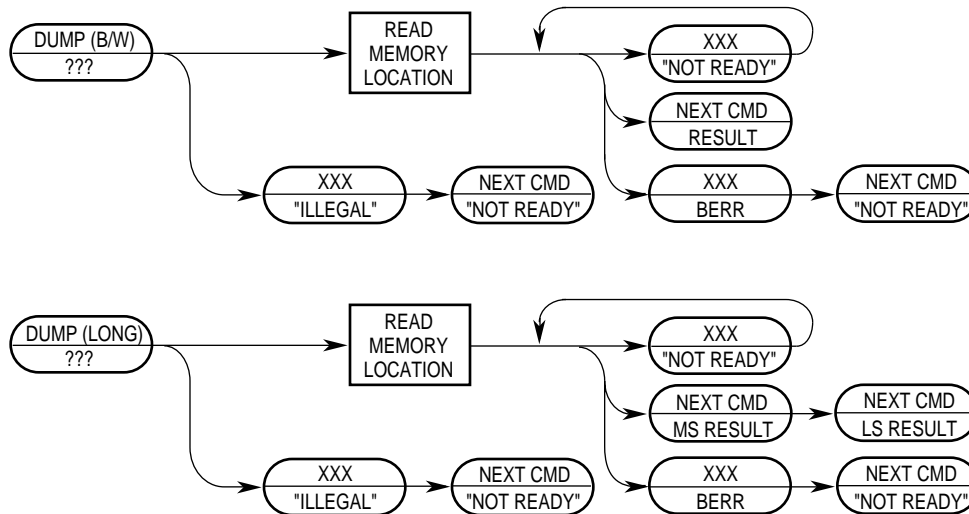 DUMP (B/W)
???
READ
MEMORY
LOCATION
XXX
"NOT READY"
NEXT CMD
RESULT
XXX
"ILLEGAL"
NEXT CMD
"NOT READY"
XXX
BERR
NEXT CMD
"NOT READY"
DUMP (LONG)
???
READ
MEMORY
LOCATION
XXX
"NOT READY"
NEXT CMD
MS RESULT
NEXT CMD
LS RESULT
XXX
"ILLEGAL"
NEXT CMD
"NOT READY"
XXX
BERR
NEXT CMD
"NOT READY"